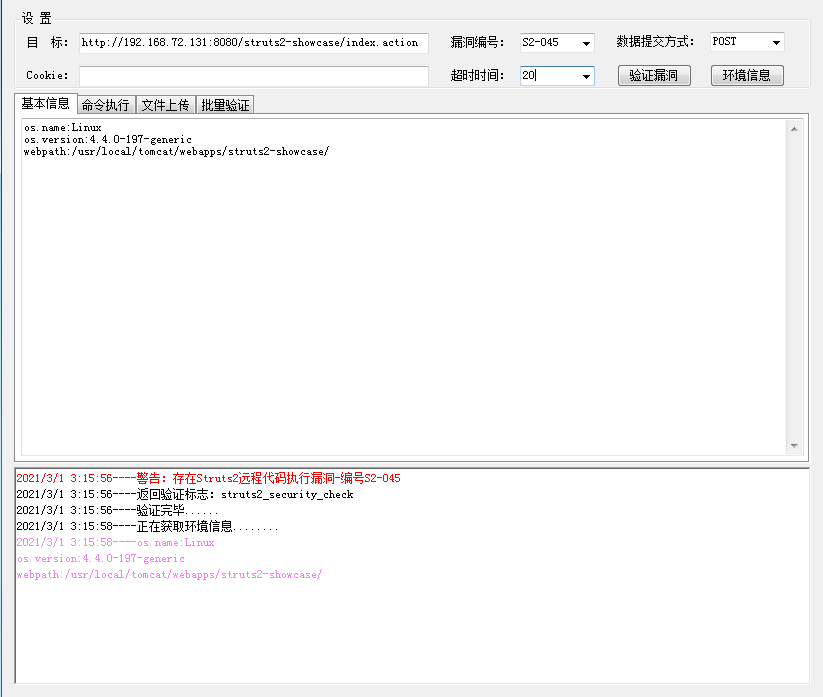 设 置
目 标: http://192.168.72.131:8080/struts2-showcase/index.action 漏洞编号: S2-045 数据提交方式: POST
Cookie: 超时时间: 20 验证漏洞 环境信息
基本信息 命令执行 文件上传 批量验证
os.name:Linux
os.version:4.4.0-197-generic
webpath:/usr/local/tomcat/webapps/struts2-showcase/
2021/3/1 3:15:56----警告: 存在Struts2远程代码执行漏洞-编号S2-045
2021/3/1 3:15:56----返回验证标志: struts2_security_check
2021/3/1 3:15:56----验证完毕......
2021/3/1 3:15:58----正在获取环境信息........
2021/3/1 3:15:58----os.name:Linux
os.version:4.4.0-197-generic
webpath:/usr/local/tomcat/webapps/struts2-showcase/